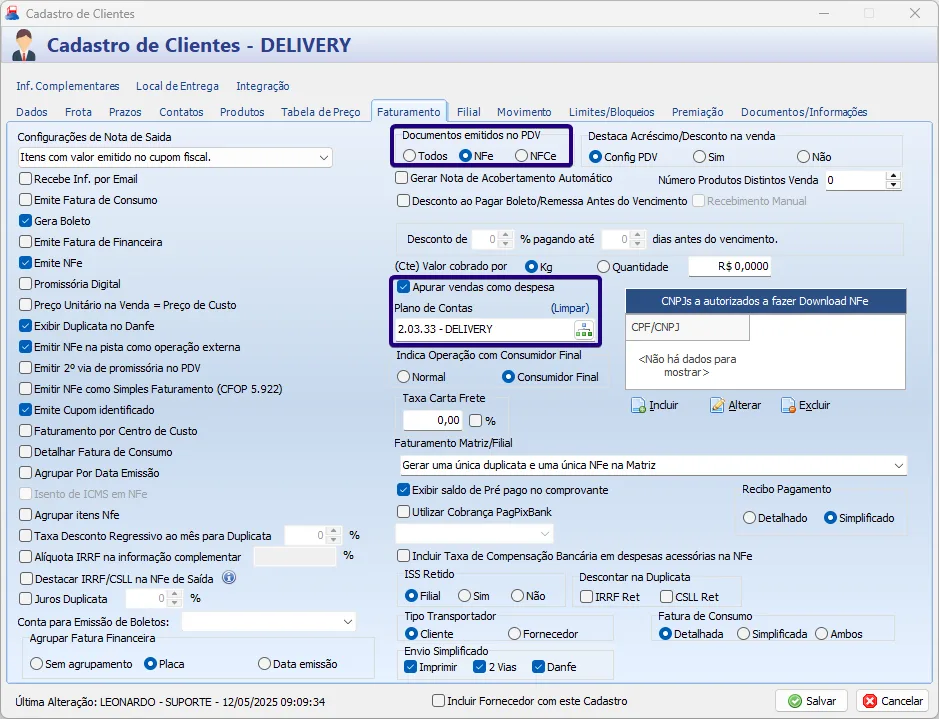 Cadastro de Clientes
Cadastro de Clientes - DELIVERY
Inf. Complementares Local de Entrega Integração
Dados Frota Prazos Contatos Produtos Tabela de Preço Faturamento Filial Movimento Limites/Bloqueios Premiação Documentos/Informações
Configurações de Nota de Saida
Itens com valor emitido no cupom fiscal.
Recebe Inf. por Email
Emite Fatura de Consumo
Gera Boleto
Emite Fatura de Financeira
Emite NFe
Promissória Digital
Preço Unitário na Venda = Preço de Custo
Exibir Duplicata no Danfe
Emitir NFe na pista como operação externa
Emitir 2º via de promissória no PDV
Emitir NFe como Simples Faturamento (CFOP 5.922)
Emite Cupom identificado
Faturamento por Centro de Custo
Detalhar Fatura de Consumo
Agrupar Por Data Emissão
Isento de ICMS em NFe
Agrupar itens Nfe
Taxa Desconto Regressivo ao mês para Duplicata 0 %
Alíquota IRRF na informação complementar %
Destacar IRRF/CSLL na NFe de Saída
Juros Duplicata 0 %
Conta para Emissão de Boletos:
Agrupar Fatura Financeira
Sem agrupamento Placa Data emissão
Documentos emitidos no PDV
Todos NFe NFCe
Destaca Acréscimo/Desconto na venda
Config PDV Sim Não
Gerar Nota de Acobertamento Automático
Número Produtos Distintos Venda 0
Desconto ao Pagar Boleto/Remessa Antes do Vencimento Recebimento Manual
Desconto de 0 % pagando até 0 dias antes do vencimento.
(Cte) Valor cobrado por Kg Quantidade R$ 0,0000
Apurar vendas como despesa
Plano de Contas (Limpar)
2.03.33 - DELIVERY
CNPJs a autorizados a fazer Download NFe
CPF/CNPJ
<Não há dados para
mostrar>
Incluir Alterar Excluir
Indica Operação com Consumidor Final
Normal Consumidor Final
Taxa Carta Frete
0,00 %
Faturamento Matriz/Filial
Gerar uma única duplicata e uma única NFe na Matriz
Exibir saldo de Pré pago no comprovante
Utilizar Cobrança PagPixBank
Recibo Pagamento
Detalhado Simplificado
Incluir Taxa de Compensação Bancária em despesas acessórias na NFe
ISS Retido
Filial Sim Não
Descontar na Duplicata
IRRF Ret CSLL Ret
Tipo Transportador
Cliente Fornecedor
Fatura de Consumo
Detalhada Simplificada Ambos
Envio Simplificado
Imprimir 2 Vias Danfe
Última Alteração: LEONARDO - SUPORTE - 12/05/2025 09:09:34
Incluir Fornecedor com este Cadastro
Salvar Cancelar